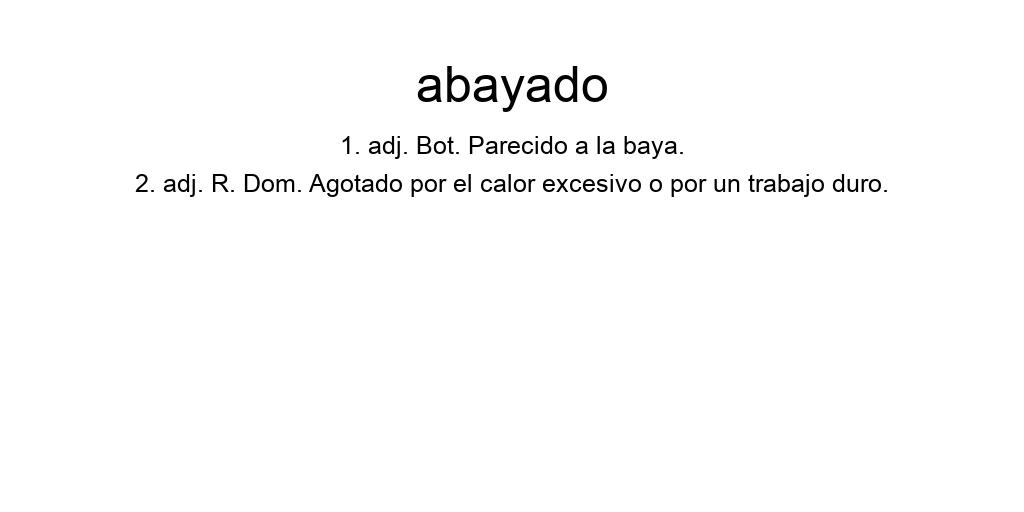 abayado
1. adj. Bot. Parecido a la baya.
2. adj. R. Dom. Agotado por el calor excesivo o por un trabajo duro.